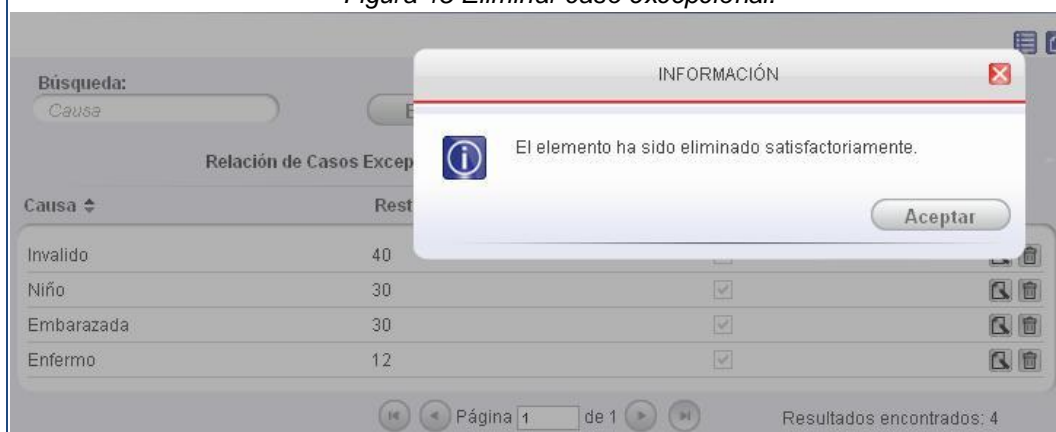 Figura 18 Eliminar caso excepcional.
INFORMACIÓN
Búsqueda:
Causa
El elemento ha sido eliminado satisfactoriamente.
Relación de Casos Excep
Aceptar
Causa Rest
Invalido 40
Niño 30
Embarazada 30
Enfermo 12
Página 1 de 1 Resultados encontrados: 4